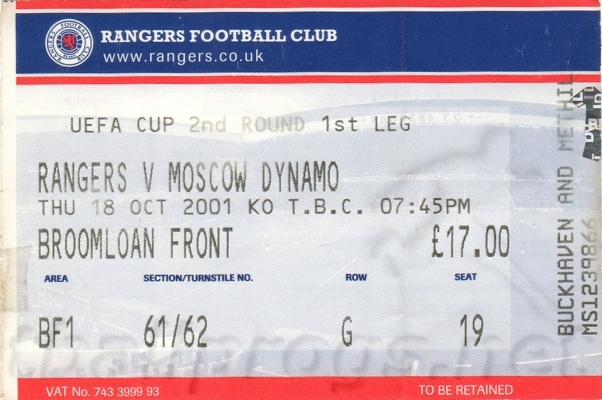 RANGERS FOOTBALL CLUB
www.rangers.co.uk
UEFA CUP 2nd ROUND 1st LEG
RANGERS V MOSCOW DYNAMO
THU 18 OCT 2001 KO T.B.C. 07:45PM
BROOMLOAN FRONT £17.00
AREA SECTION/TURNSTILE NO. ROW SEAT
BF1 61/62 G 19
VAT No. 743 3999 93 TO BE RETAINED
BUCKHAVEN AND METHIL
MS1239866